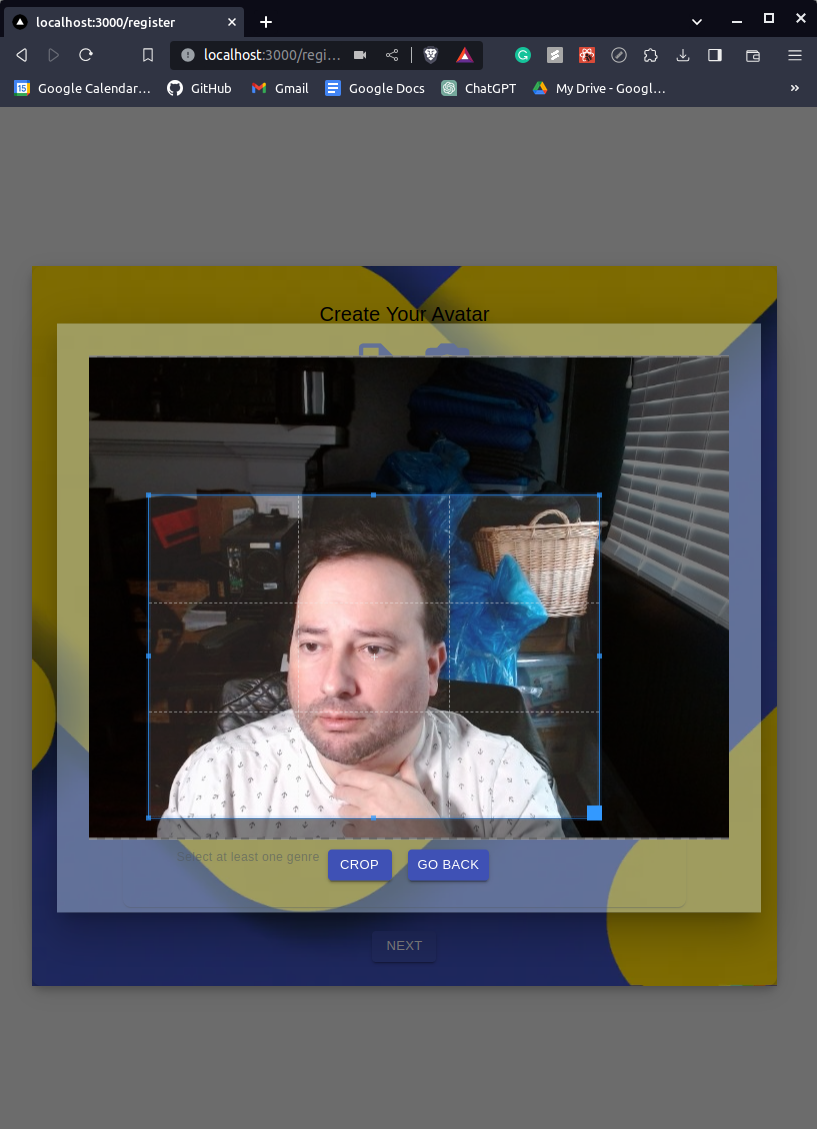 localhost:3000/register
localhost:3000/regi...
Google Calendar...
GitHub
Gmail
Google Docs
ChatGPT
My Drive - Googl...
Create Your Avatar
Select at least one genre
CROP
GO BACK
NEXT